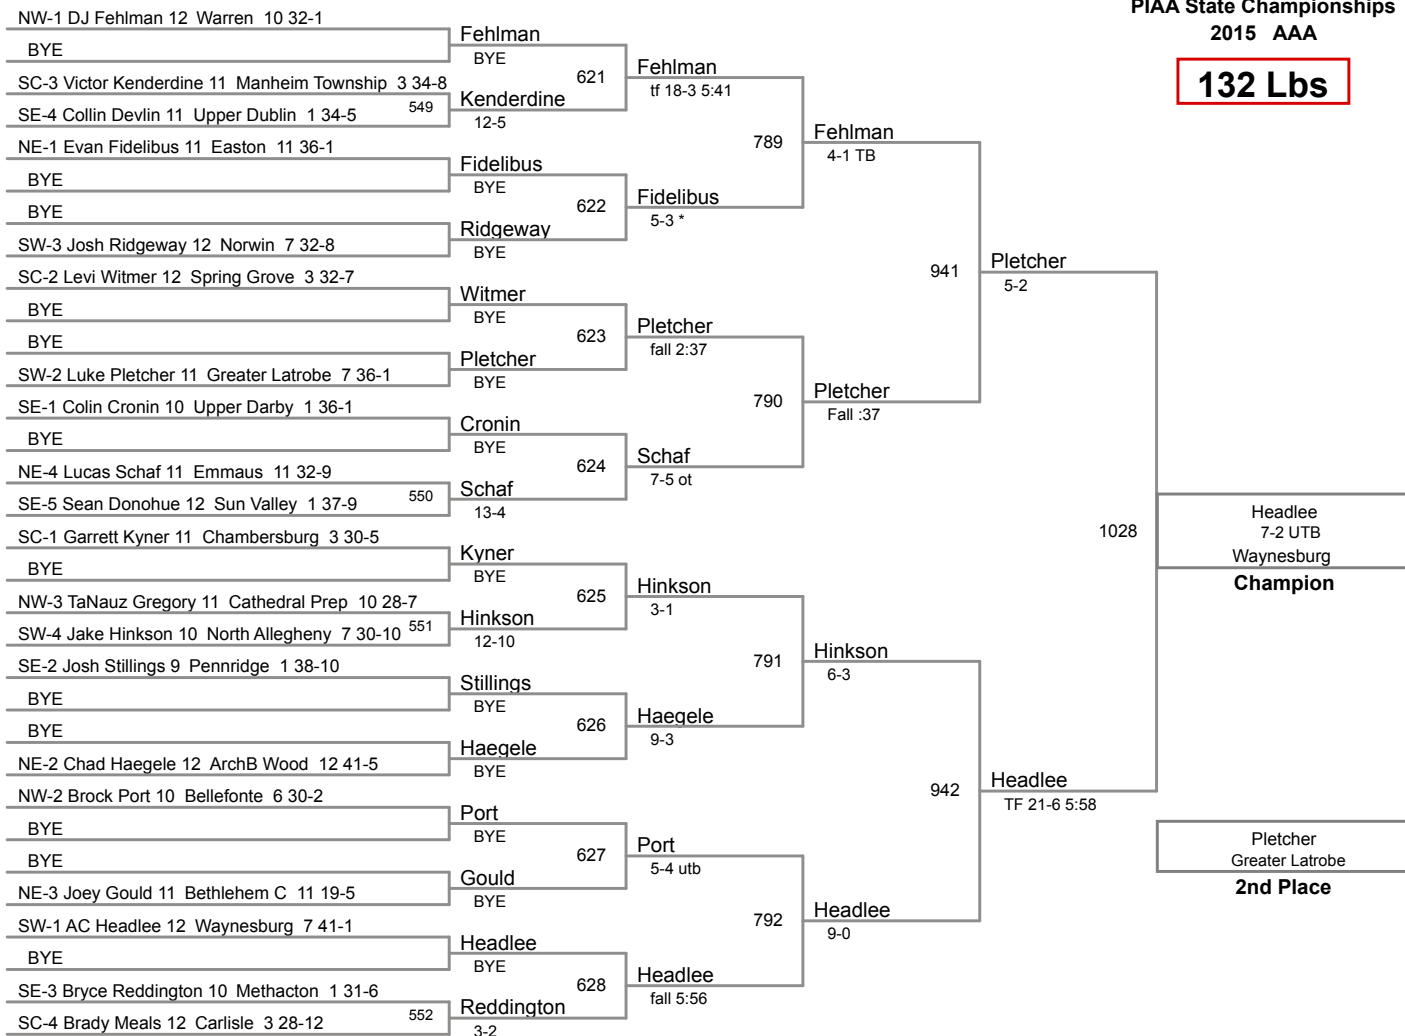 PIAA State Championships
2015 AAA
132 Lbs
NW-1 DJ Fehlman 12 Warren 10 32-1
BYE
SC-3 Victor Kenderdine 11 Manheim Township 3 34-8
SE-4 Collin Devlin 11 Upper Dublin 1 34-5
549
NE-1 Evan Fidelibus 11 Easton 11 36-1
BYE
BYE
SW-3 Josh Ridgeway 12 Norwin 7 32-8
SC-2 Levi Witmer 12 Spring Grove 3 32-7
BYE
BYE
SW-2 Luke Pletcher 11 Greater Latrobe 7 36-1
SE-1 Colin Cronin 10 Upper Darby 1 36-1
BYE
NE-4 Lucas Schaf 11 Emmaus 11 32-9
SE-5 Sean Donohue 12 Sun Valley 1 37-9
550
SC-1 Garrett Kyner 11 Chambersburg 3 30-5
BYE
NW-3 TaNauz Gregory 11 Cathedral Prep 10 28-7
SW-4 Jake Hinkson 10 North Allegheny 7 30-10
551
SE-2 Josh Stillings 9 Pennridge 1 38-10
BYE
BYE
NE-2 Chad Haegele 12 ArchB Wood 12 41-5
NW-2 Brock Port 10 Bellefonte 6 30-2
BYE
BYE
NE-3 Joey Gould 11 Bethlehem C 11 19-5
SW-1 AC Headlee 12 Waynesburg 7 41-1
BYE
SE-3 Bryce Reddington 10 Methacton 1 31-6
SC-4 Brady Meals 12 Carlisle 3 28-12
552
Fehlman
BYE
621
Kenderdine
12-5
Fidelibus
BYE
622
Ridgeway
BYE
Witmer
BYE
623
Pletcher
BYE
Cronin
BYE
624
Schaf
13-4
Kyner
BYE
625
Hinkson
12-10
Stillings
BYE
626
Haegele
BYE
Port
BYE
627
Gould
BYE
Headlee
BYE
628
Reddington
3-2
Fehlman
tf 18-3 5:41
789
Fidelibus
5-3 *
Pletcher
fall 2:37
790
Schaf
7-5 ot
Hinkson
3-1
791
Haegele
9-3
Port
5-4 utb
792
Headlee
fall 5:56
Fehlman
4-1 TB
941
Pletcher
Fall :37
Hinkson
6-3
942
Headlee
9-0
Pletcher
5-2
1028
Headlee
TF 21-6 5:58
Headlee
7-2 UTB
Waynesburg
Champion
Pletcher
Greater Latrobe
2nd Place